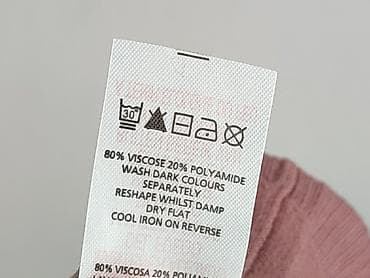 30°
80% VISCOSE 20% POLYAMIDE
WASH DARK COLOURS
SEPARATELY
RESHAPE WHILST DAMP
DRY FLAT
COOL IRON ON REVERSE
80% VISCOSA 20%